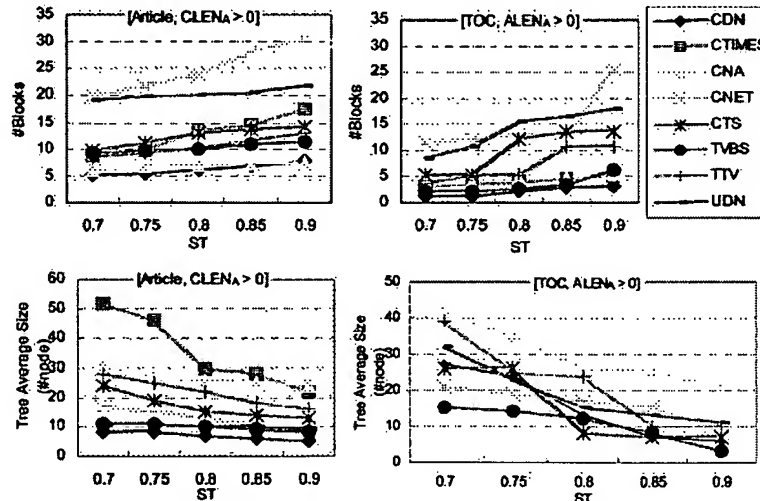 [Article, CLENA > 0]
35
30
25
20
15
10
5
0
#Blocks
0.7 0.75 0.8 0.85 0.9
ST
[TOC, ALENA > 0]
35
30
25
20
15
10
5
0
#Blocks
0.7 0.75 0.8 0.85 0.9
ST
CDN
CTIMES
CNA
CNET
CTS
TVBS
TTV
UDN
[Article, CLENA > 0]
60
50
40
30
20
10
0
Tree Average Size
(#node)
0.7 0.75 0.8 0.85 0.9
ST
[TOC, ALENA > 0]
50
40
30
20
10
0
Tree Average Size
(#node)
0.7 0.75 0.8 0.85 0.9
ST